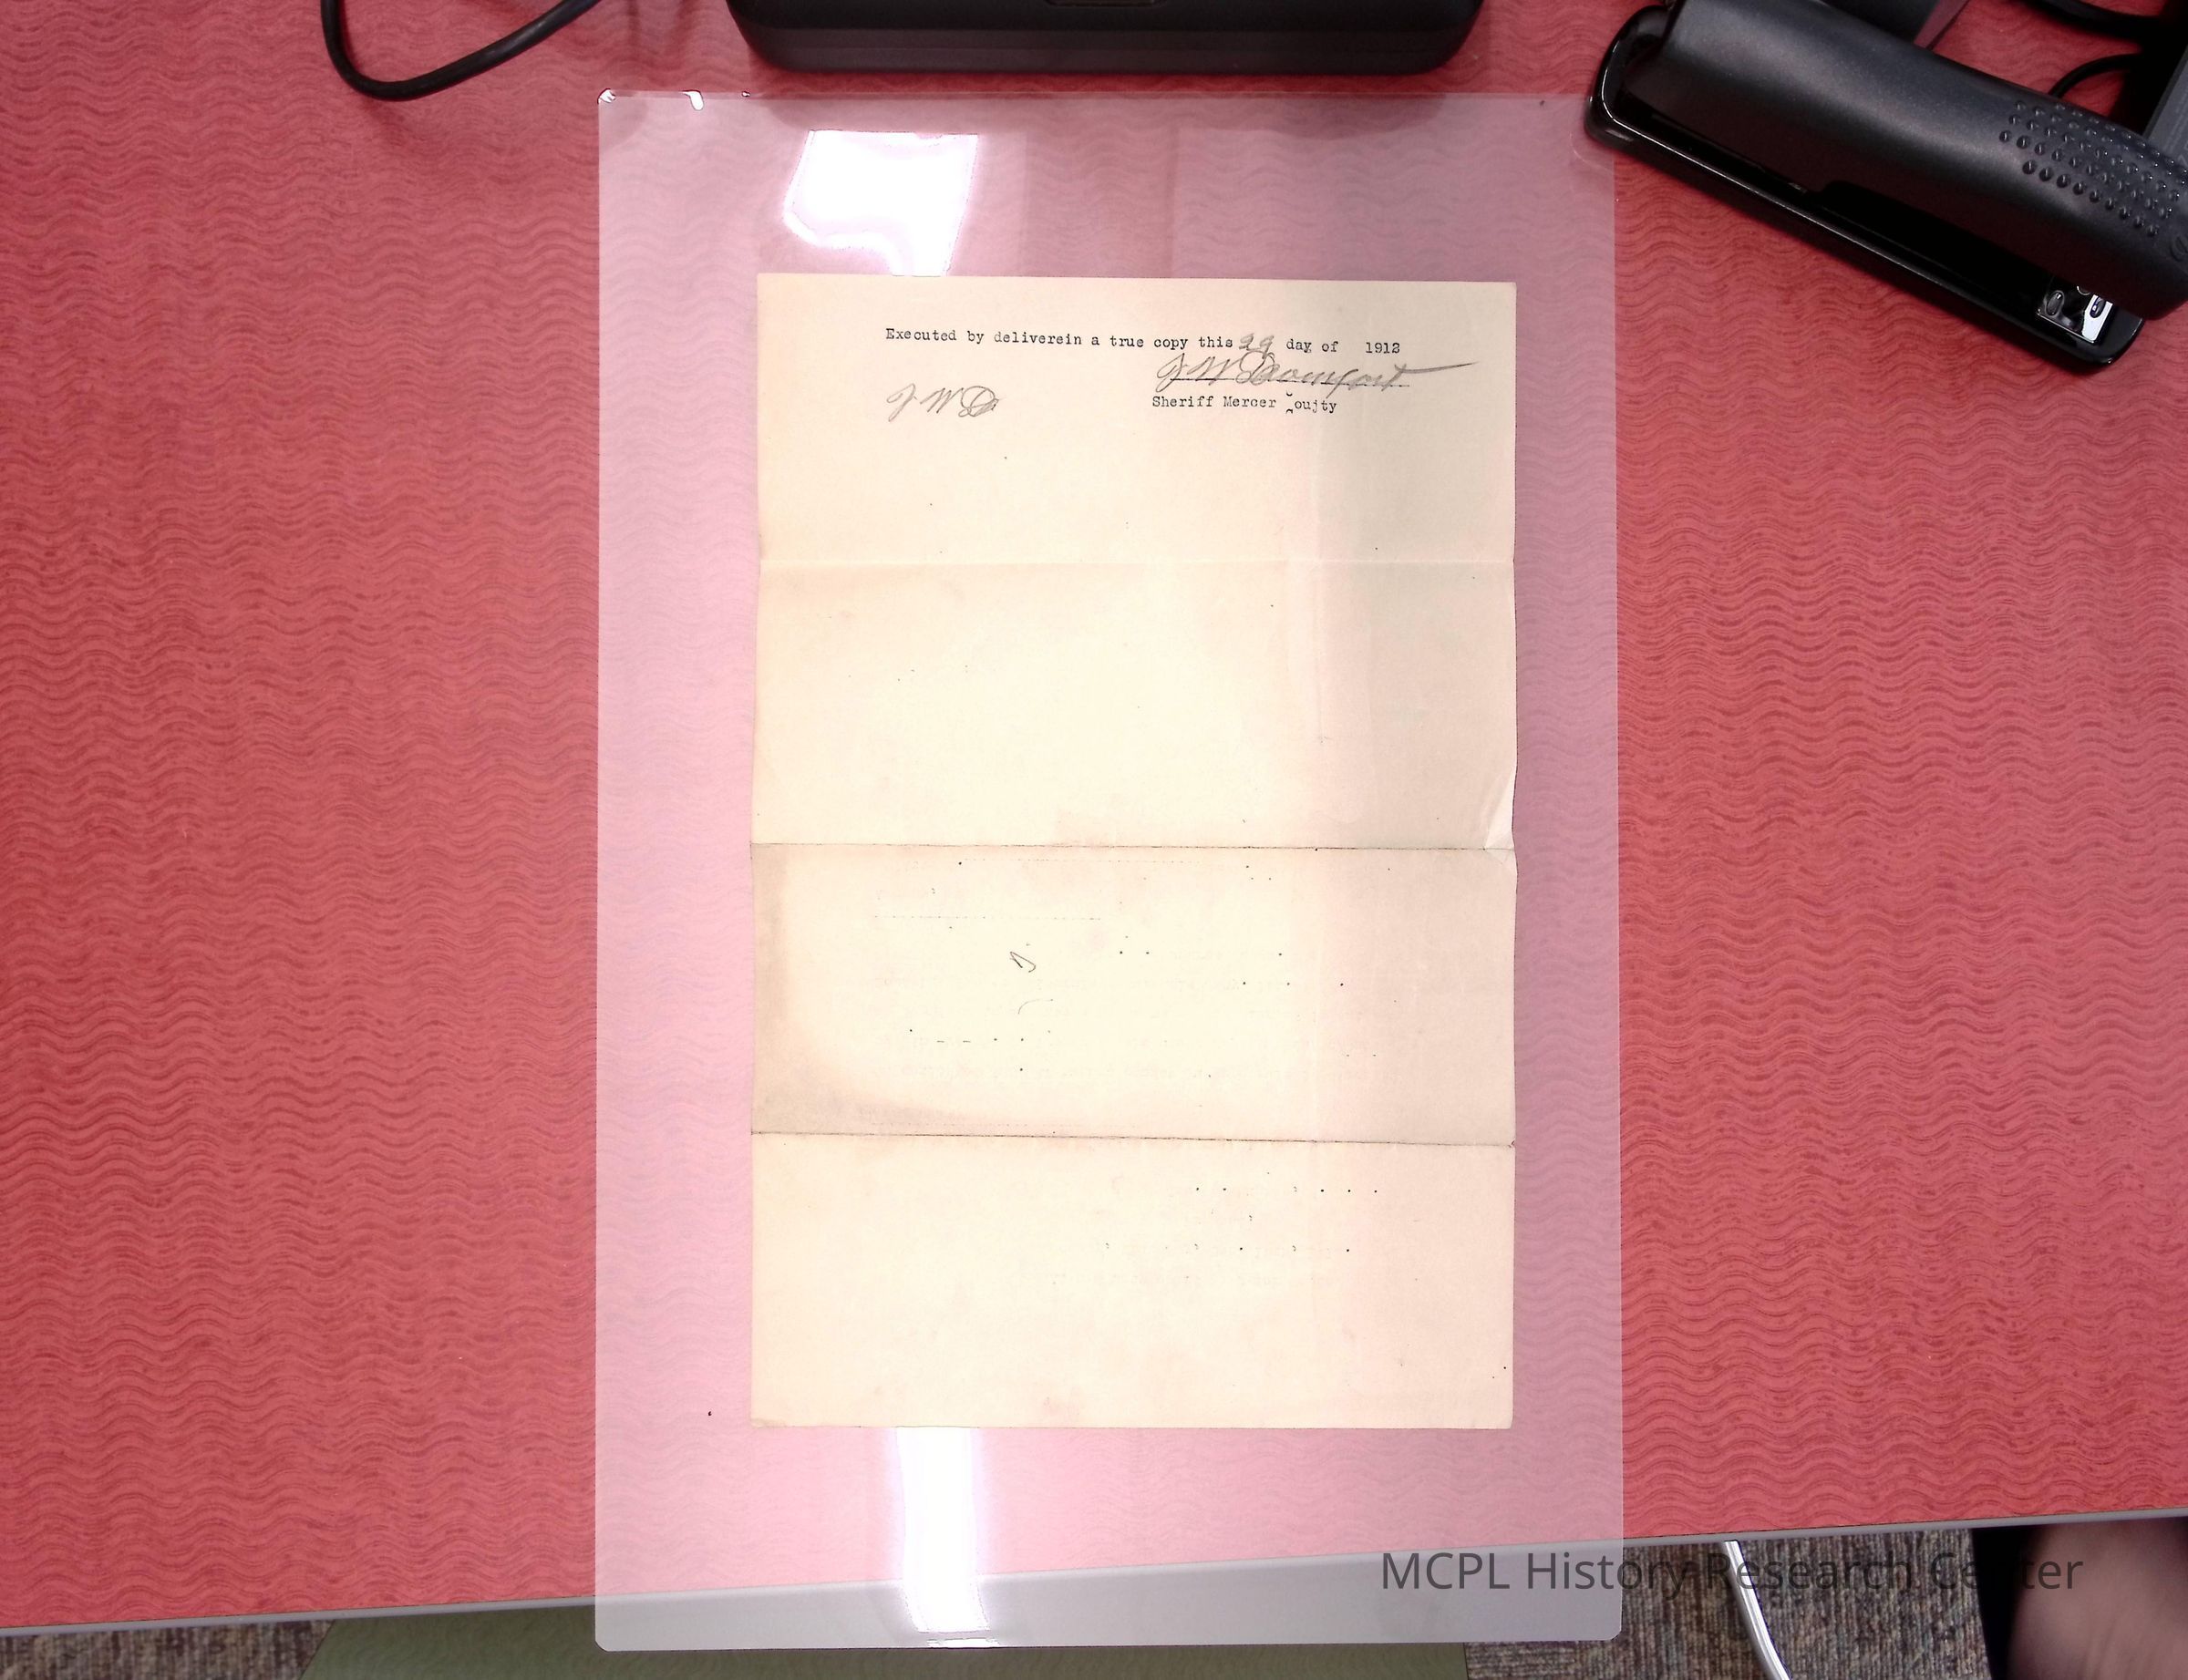 Executed by deliverein a true copy this 29 day of 1912
J W D
Sheriff Mercer Coujty
MCPL History Research Center